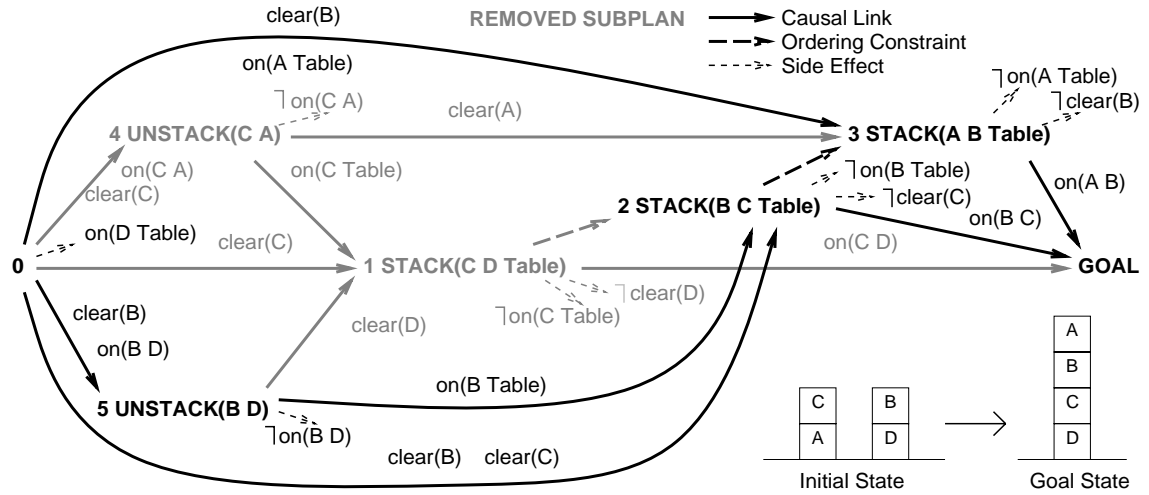 clear(B)
REMOVED SUBPLAN
Causal Link
Ordering Constraint
Side Effect
on(A Table)
¬on(C A)
clear(A)
¬on(A Table)
¬clear(B)
4 UNSTACK(C A)
3 STACK(A B Table)
on(C A)
clear(C)
on(C Table)
¬on(B Table)
¬clear(C)
on(A B)
2 STACK(B C Table)
on(B C)
on(D Table)
clear(C)
on(C D)
0
1 STACK(C D Table)
GOAL
¬clear(D)
¬on(C Table)
clear(B)
on(B D)
clear(D)
on(B Table)
5 UNSTACK(B D)
¬on(B D)
clear(B) clear(C)
A
B
C
D
C
A
B
D
Initial State
Goal State